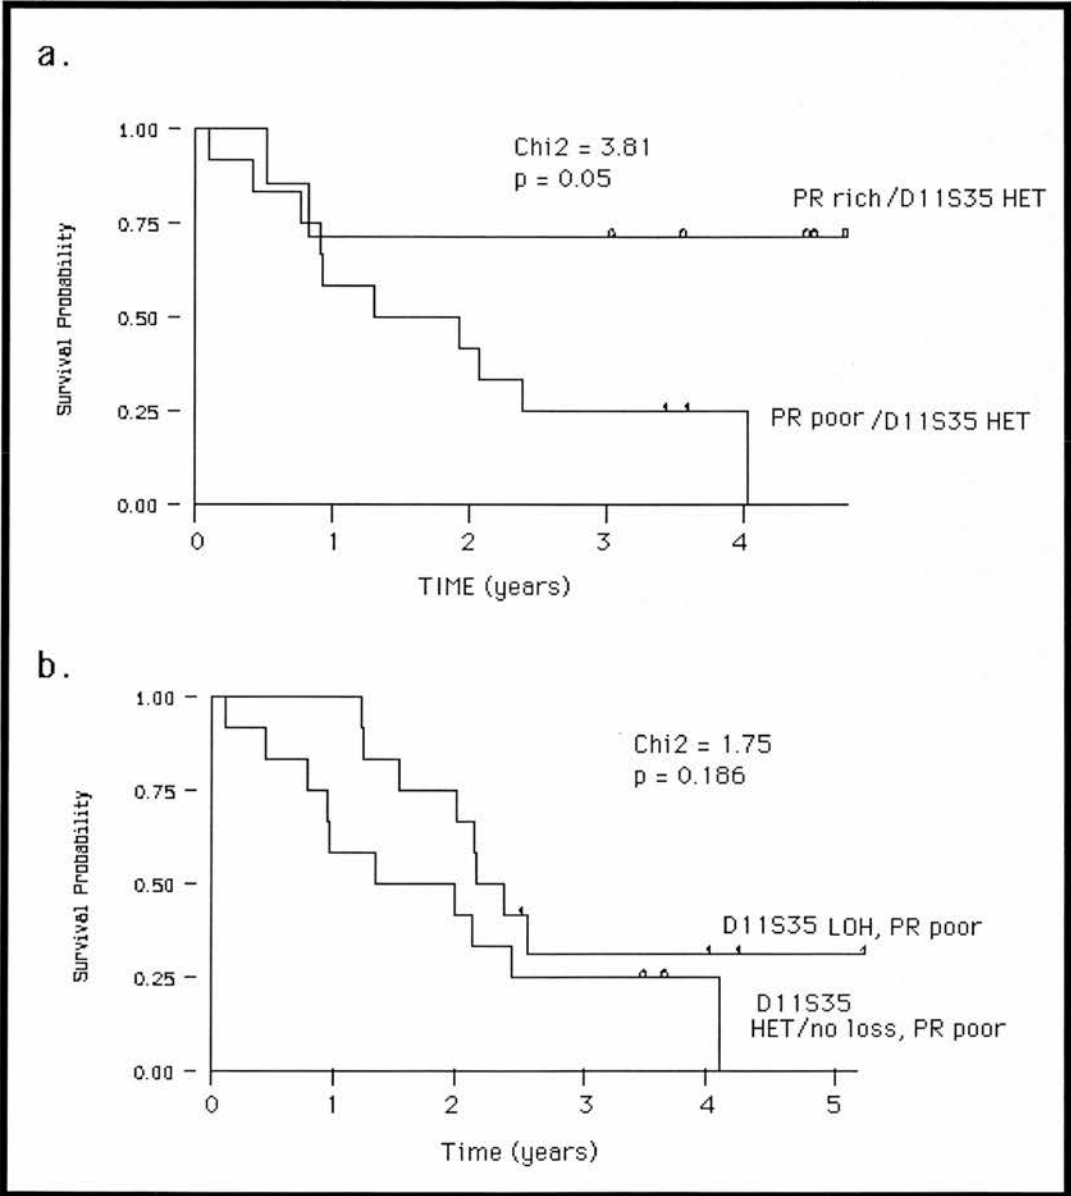 a.
1.00
0.75
0.50
0.25
0.00
Survival Probability
Chi2 = 3.81
p = 0.05
PR rich/D11S35 HET
PR poor/D11S35 HET
0 1 2 3 4
TIME (years)
b.
1.00
0.75
0.50
0.25
0.00
Survival Probability
Chi2 = 1.75
p = 0.186
D11S35 LOH, PR poor
D11S35
HET/no loss, PR poor
0 1 2 3 4 5
Time (years)